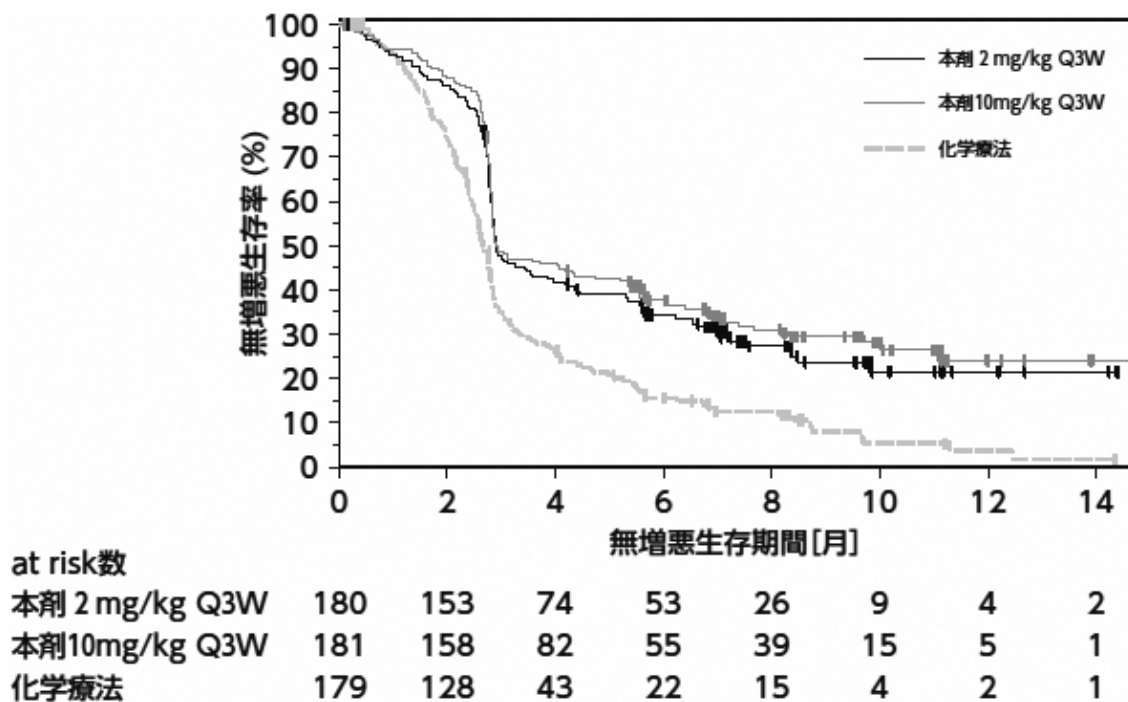 100
90
80
70
60
50
40
30
20
10
0
無増悪生存率 (%)
本剤 2 mg/kg Q3W
本剤10mg/kg Q3W
化学療法
0 2 4 6 8 10 12 14
無増悪生存期間[月]
at risk数
本剤 2 mg/kg Q3W 180 153 74 53 26 9 4 2
本剤10mg/kg Q3W 181 158 82 55 39 15 5 1
化学療法 179 128 43 22 15 4 2 1